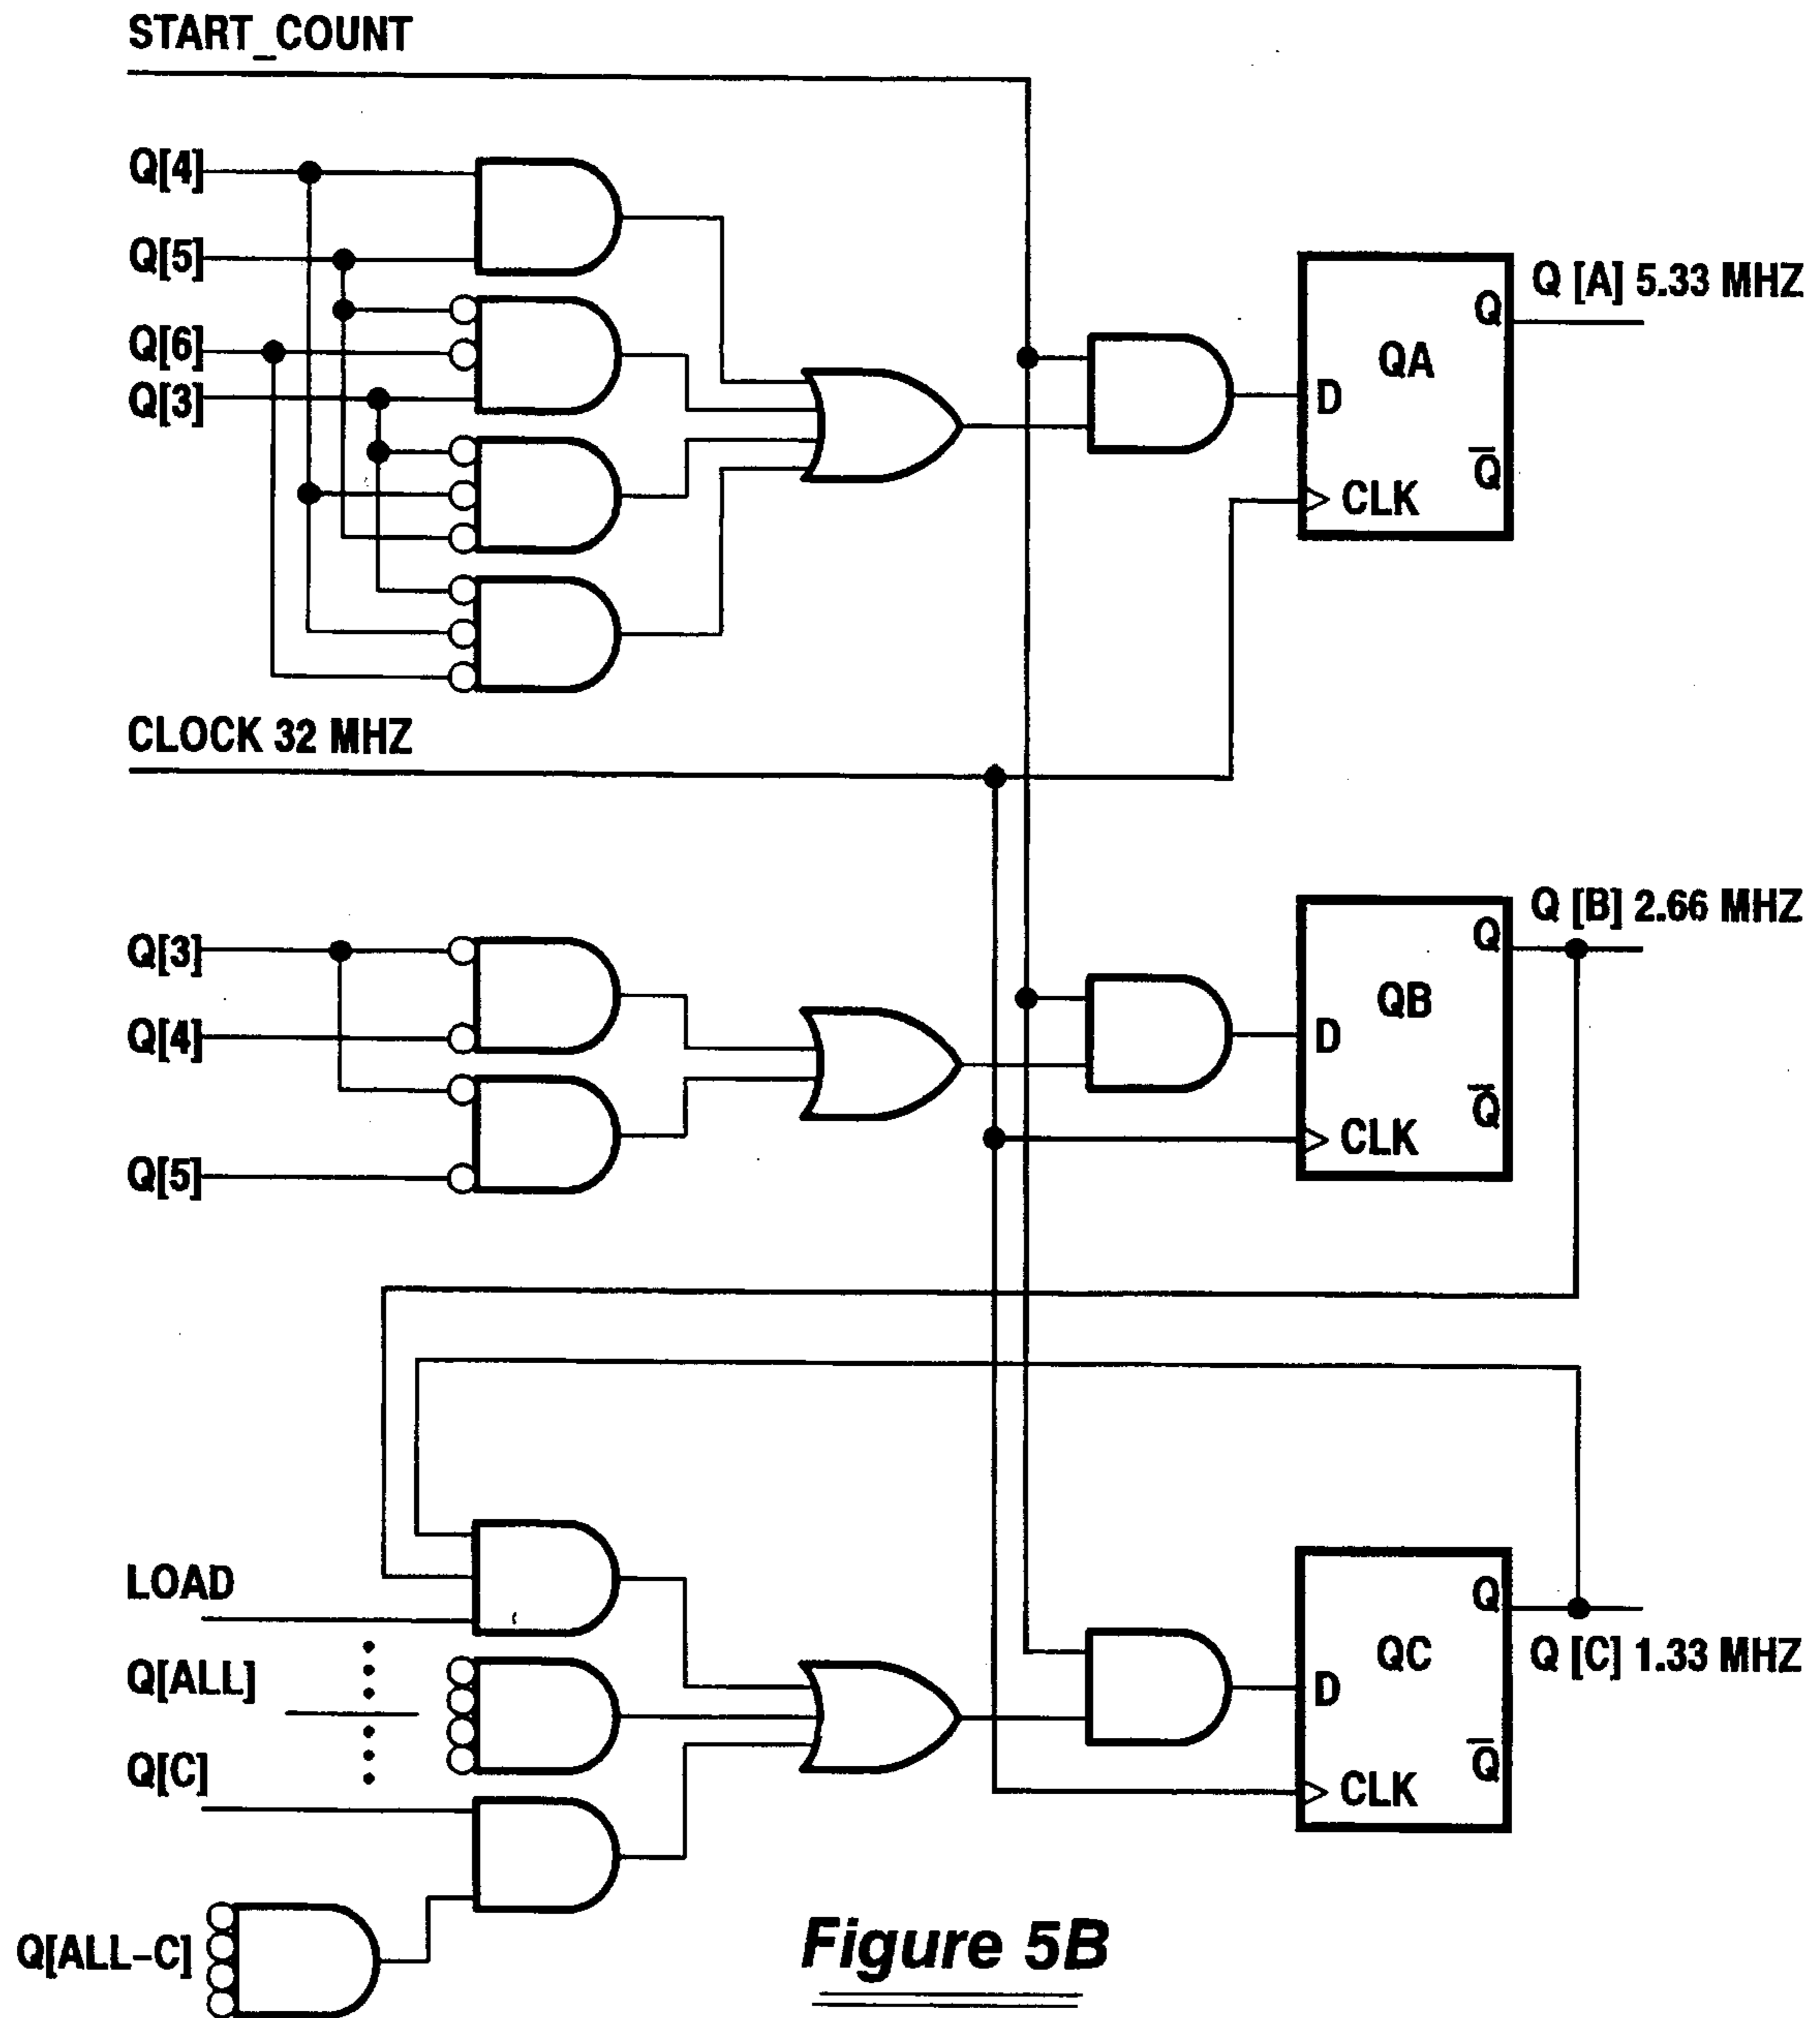 START_COUNT
Q[4]
Q[5]
Q[6]
Q[3]
Q [A] 5.33 MHZ
Q
QA
D
Q̅
CLK
CLOCK 32 MHZ
Q[3]
Q[4]
Q[5]
Q [B] 2.66 MHZ
Q
QB
D
Q̅
CLK
LOAD
Q[ALL]
Q[C]
Q[ALL-C]
Q
QC
Q [C] 1.33 MHZ
D
Q̅
CLK
Figure 5B